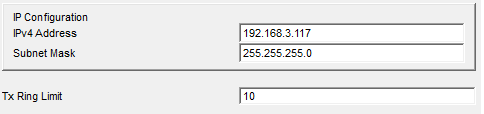 IP Configuration
IPv4 Address 192.168.3.117
Subnet Mask 255.255.255.0
Tx Ring Limit 10